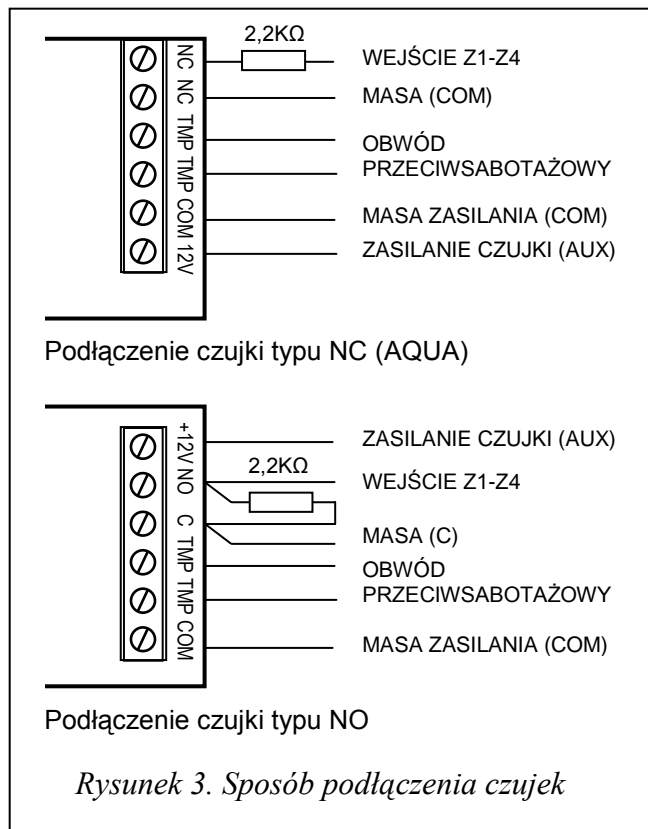 2,2KΩ
NC
WEJŚCIE Z1-Z4
NC
MASA (COM)
TMP
OBWÓD
TMP
PRZECIWSABOTAŻOWY
COM
MASA ZASILANIA (COM)
12V
ZASILANIE CZUJKI (AUX)
Podłączenie czujki typu NC (AQUA)
+12V
ZASILANIE CZUJKI (AUX)
2,2KΩ
NO
WEJŚCIE Z1-Z4
C
MASA (C)
TMP
OBWÓD
TMP
PRZECIWSABOTAŻOWY
COM
MASA ZASILANIA (COM)
Podłączenie czujki typu NO
Rysunek 3. Sposób podłączenia czujek